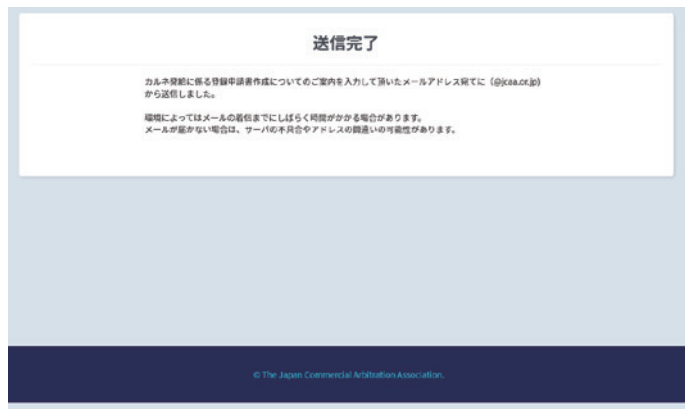 送信完了
カルネ発給に係る登録申請書作成についてのご案内を入力して頂いたメールアドレス宛てに（@jcaa.or.jp）
から送信しました。
環境によってはメールの着信までにしばらく時間がかかる場合があります。
メールが届かない場合は、サーバの不具合やアドレスの間違いの可能性があります。
© The Japan Commercial Arbitration Association.